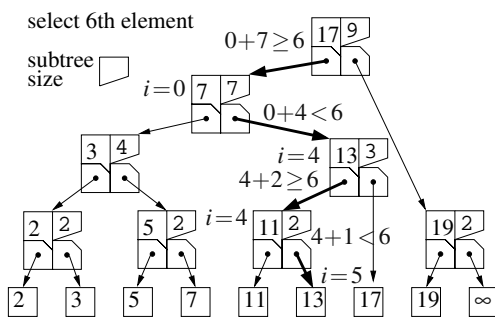 select 6th element
subtree
size
17 9
0+7≥6
i=0
7 7
0+4<6
3 4
i=4
13 3
4+2≥6
2 2
5 2
i=4
11 2
4+1<6
19 2
i=5
2 3 5 7 11 13 17 19 ∞